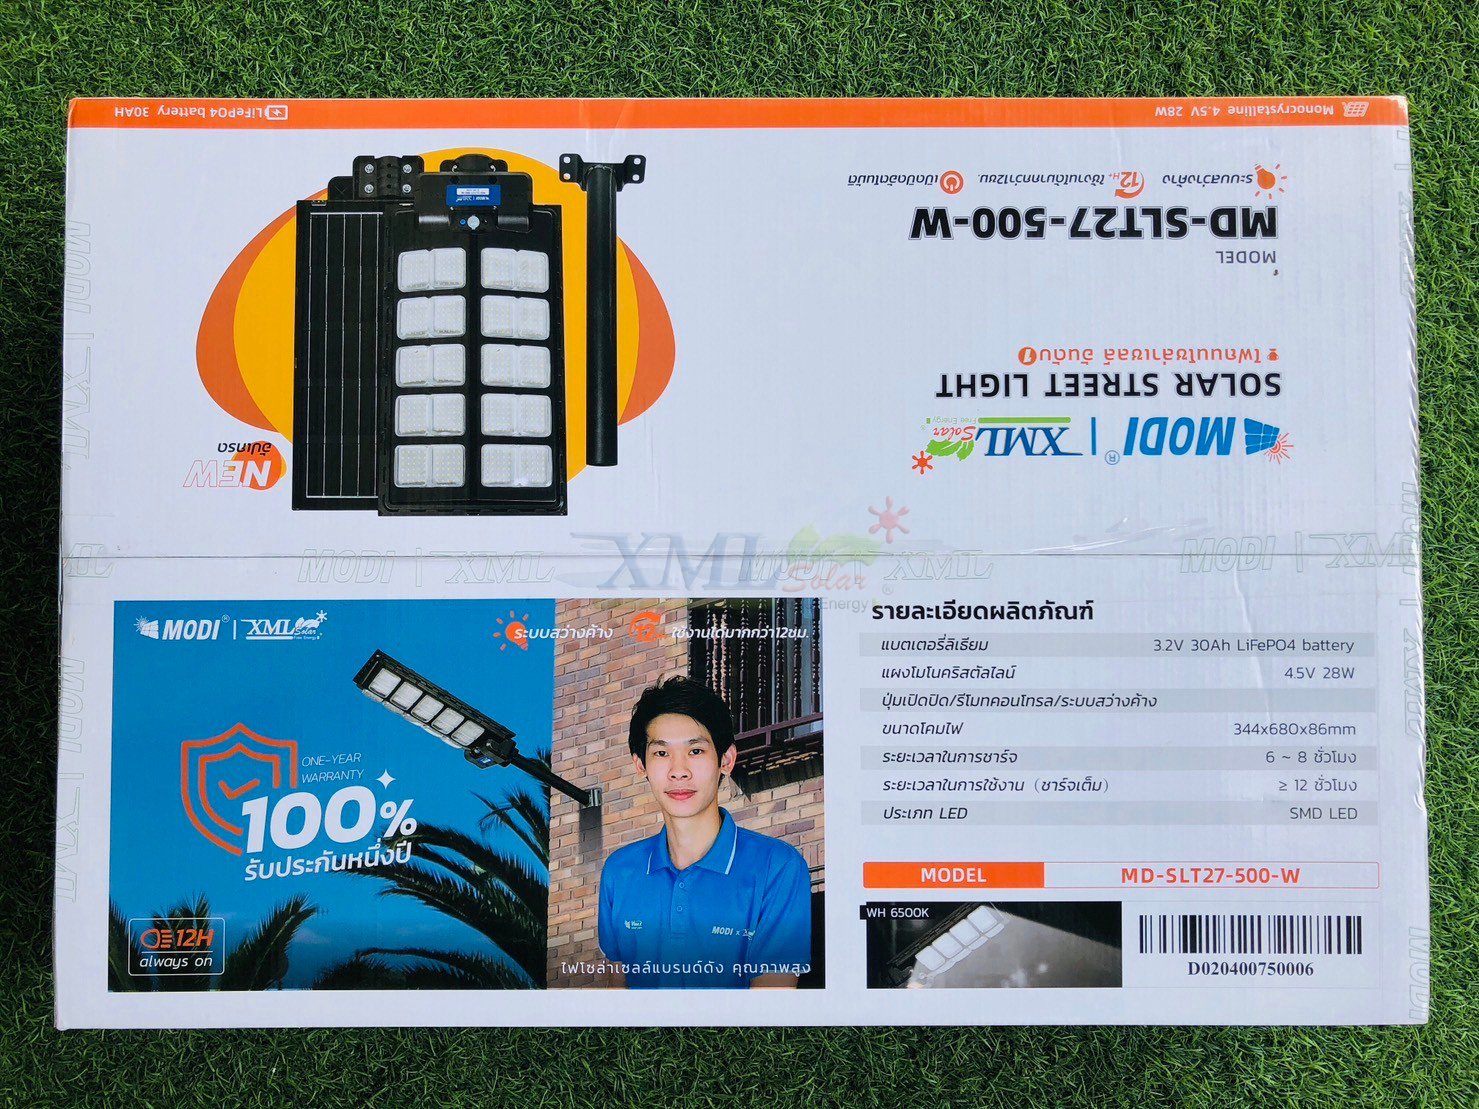 Monocrystalline 4.5V 28W
LiFePO4 battery 30AH
ระบบสว่างค้าง 12H+ ใช้งานได้มากกว่า12ชม. เปิดปิดอัตโนมัติ
MD-SLT27-500-W
MODEL
ไฟถนนโซล่าเซลล์ อันดับ1
SOLAR STREET LIGHT
MODI® | XML Solar
Free Energy
NEW
อัปเกรด
MODI | XML
XML Solar®
Energy
MODI | XML
MODI | XML
MODI® | XML Solar
Free Energy
ระบบสว่างค้าง 12H+ ใช้งานได้มากกว่า12ชม.
ONE-YEAR
WARRANTY
100%
รับประกันหนึ่งปี
12H
always on
MODI x
ไฟโซล่าเซลล์แบรนด์ดัง คุณภาพสูง
รายละเอียดผลิตภัณฑ์
แบตเตอรี่ลิเธียม 3.2V 30Ah LiFePO4 battery
แผงโมโนคริสตัลไลน์ 4.5V 28W
ปุ่มเปิดปิด/รีโมทคอนโทรล/ระบบสว่างค้าง
ขนาดโคมไฟ 344x680x86mm
ระยะเวลาในการชาร์จ 6 ~ 8 ชั่วโมง
ระยะเวลาในการใช้งาน (ชาร์จเต็ม) ≥ 12 ชั่วโมง
ประเภท LED SMD LED
MODEL MD-SLT27-500-W
WH 6500K
D020400750006